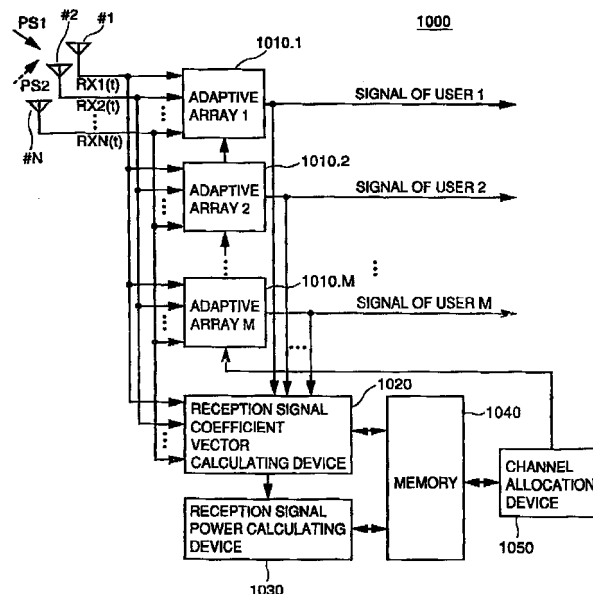 PS1
#2
#1
1000
PS2
#N
RX1(t)
RX2(t)
RXN(t)
1010.1
ADAPTIVE
ARRAY 1
SIGNAL OF USER 1
1010.2
ADAPTIVE
ARRAY 2
SIGNAL OF USER 2
1010.M
ADAPTIVE
ARRAY M
SIGNAL OF USER M
1020
RECEPTION SIGNAL
COEFFICIENT
VECTOR
CALCULATING DEVICE
1040
MEMORY
CHANNEL
ALLOCATION
DEVICE
1050
RECEPTION SIGNAL
POWER CALCULATING
DEVICE
1030